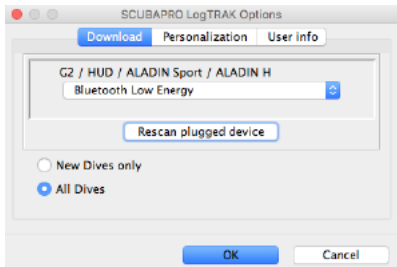 SCUBAPRO LogTRAK Options
Download Personalization User info
G2 / HUD / ALADIN Sport / ALADIN H
Bluetooth Low Energy
Rescan plugged device
New Dives only
All Dives
OK Cancel